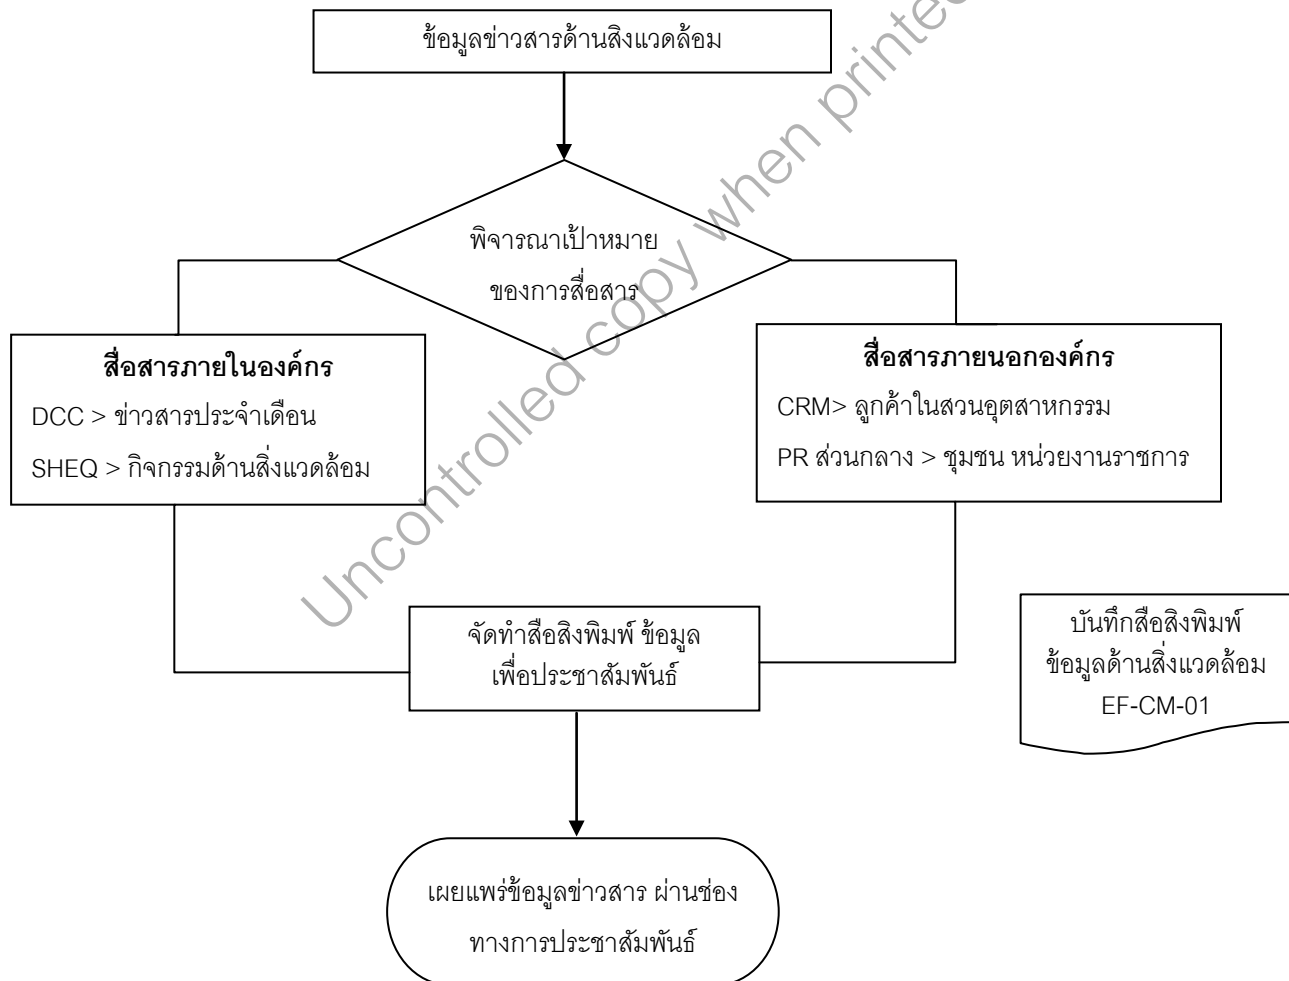 ข้อมูลข่าวสารด้านสิงแวดล้อม
พิจารณาเป้าหมาย
ของการสื่อสาร
สื่อสารภายในองค์กร
DCC > ข่าวสารประจำเดือน
SHEQ > กิจกรรมด้านสิ่งแวดล้อม
สื่อสารภายนอกองค์กร
CRM> ลูกค้าในสวนอุตสาหกรรม
PR ส่วนกลาง > ชุมชน หน่วยงานราชการ
จัดทำสือสิงพิมพ์ ข้อมูล
เพื่อประชาสัมพันธ์
บันทึกสือสิงพิมพ์
ข้อมูลด้านสิ่งแวดล้อม
EF-CM-01
เผยแพร่ข้อมูลข่าวสาร ผ่านช่อง
ทางการประชาสัมพันธ์
Uncontrolled copy when printed